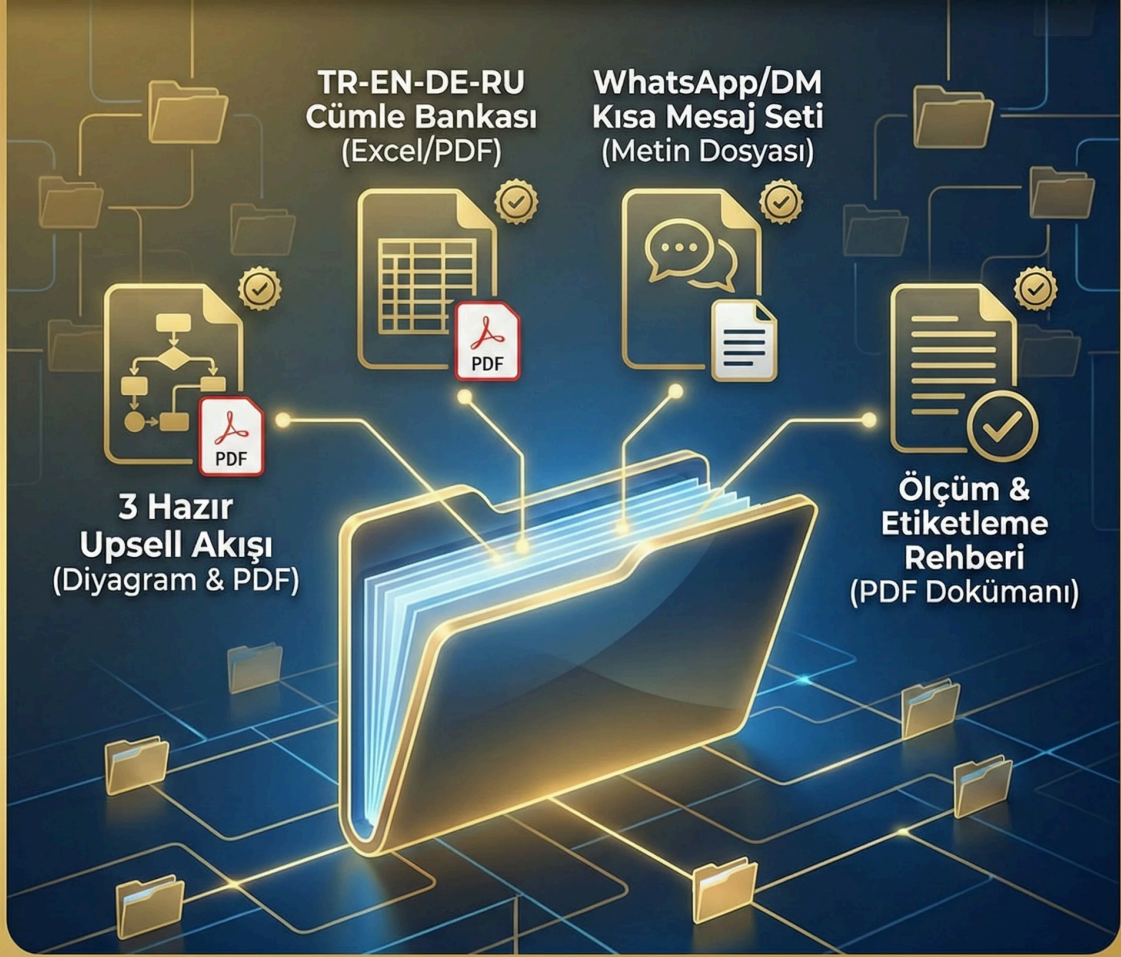 TR-EN-DE-RU
Cümle Bankası
(Excel/PDF)
WhatsApp/DM
Kısa Mesaj Seti
(Metin Dosyası)
PDF
PDF
3 Hazır
Upsell Akışı
(Diyagram & PDF)
Ölçüm &
Etiketleme
Rehberi
(PDF Dokümanı)